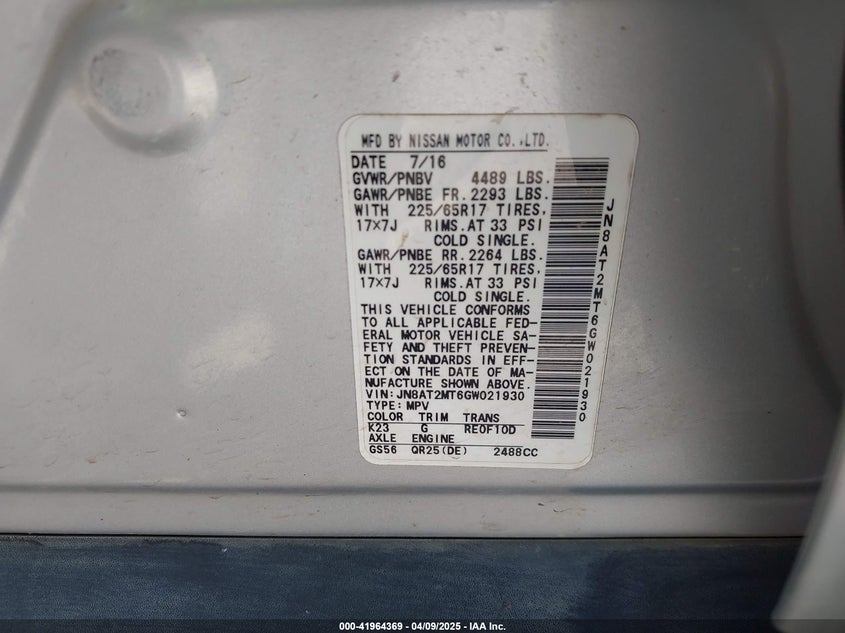 MFD BY NISSAN MOTOR CO.,LTD.
DATE 7/16
GVWR/PNBV 4489 LBS.
GAWR/PNBE FR. 2293 LBS.
WITH 225/65R17 TIRES,
17×7J RIMS.AT 33 PSI
COLD SINGLE.
GAWR/PNBE RR. 2264 LBS.
WITH 225/65R17 TIRES,
17×7J RIMS.AT 33 PSI
COLD SINGLE.
THIS VEHICLE CONFORMS
TO ALL APPLICABLE FED-
ERAL MOTOR VEHICLE SA-
FETY AND THEFT PREVEN-
TION STANDARDS IN EFF-
ECT ON THE DATE OF MA-
NUFACTURE SHOWN ABOVE.
VIN: JN8AT2MT6GW021930
TYPE: MPV
COLOR TRIM TRANS
K23 G RE0F10D
AXLE ENGINE
GS56 QR25(DE) 2488CC
JN8AT2MT6GW021930
000-41964369 | 04/09/2025 - IAA Inc.